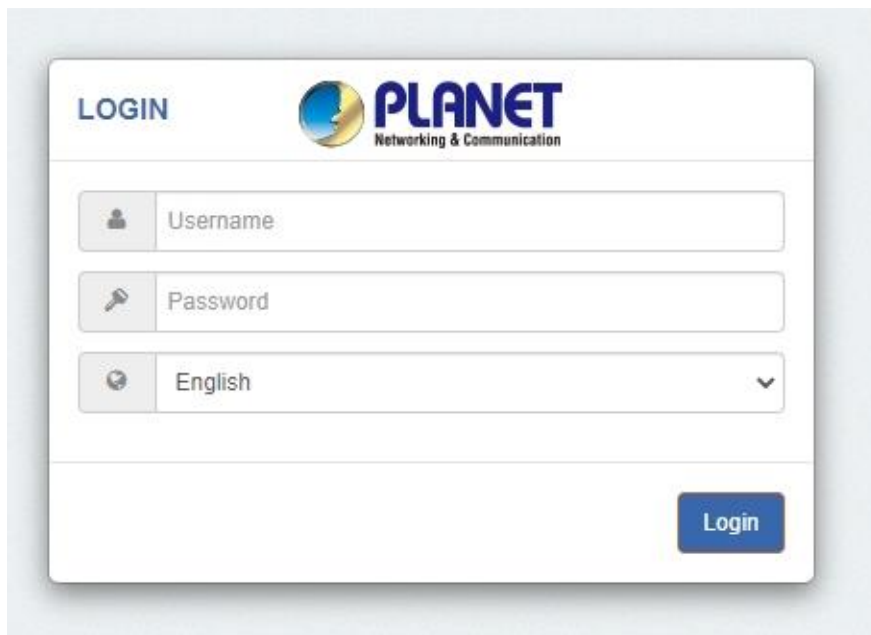 LOGIN
PLANET
Networking & Communication
Username
Password
English
Login